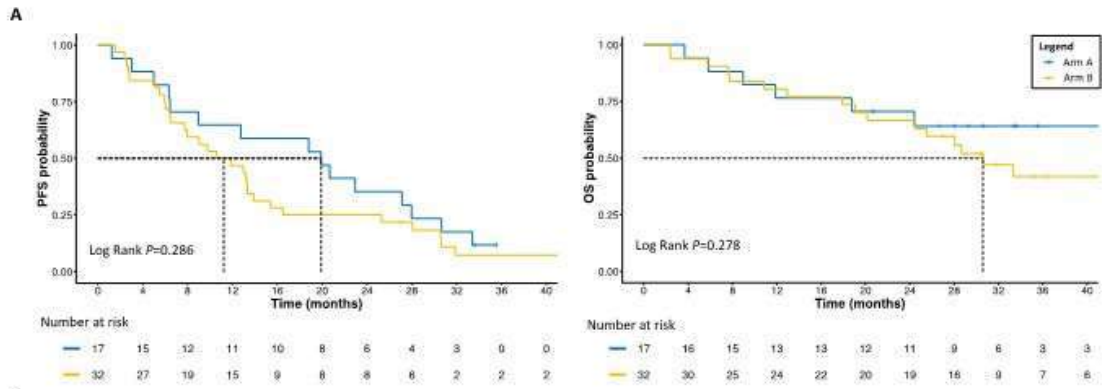 A
1.00
0.75
0.50
0.25
0.00
PFS probability
Log Rank P=0.286
0 4 8 12 16 20 24 28 32 36 40
Time (months)
Number at risk
17 15 12 11 10 8 6 4 3 0 0
32 27 19 15 9 8 8 6 2 2 2
1.00
0.75
0.50
0.25
0.00
OS probability
Legend
Arm A
Arm B
Log Rank P=0.278
0 4 8 12 16 20 24 28 32 36 40
Time (months)
Number at risk
17 16 15 13 13 12 11 9 6 3 3
32 30 25 24 22 20 19 16 9 7 6